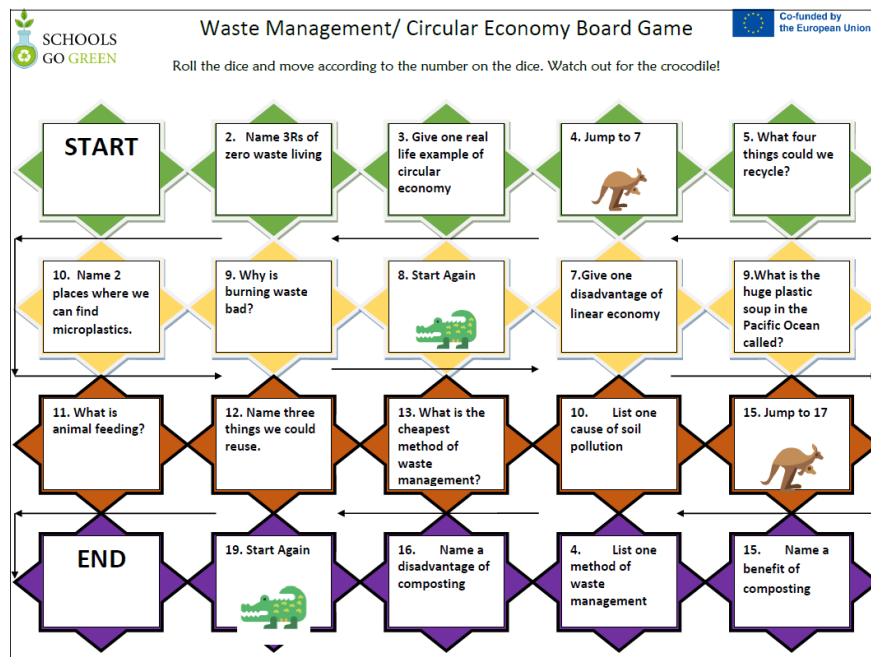 SCHOOLS
GO GREEN
Waste Management/ Circular Economy Board Game
Co-funded by
the European Union
Roll the dice and move according to the number on the dice. Watch out for the crocodile!
START
2. Name 3Rs of
zero waste living
3. Give one real
life example of
circular
economy
4. Jump to 7
5. What four
things could we
recycle?
10. Name 2
places where we
can find
microplastics.
9. Why is
burning waste
bad?
8. Start Again
7.Give one
disadvantage of
linear economy
9.What is the
huge plastic
soup in the
Pacific Ocean
called?
11. What is
animal feeding?
12. Name three
things we could
reuse.
13. What is the
cheapest
method of
waste
management?
10. List one
cause of soil
pollution
15. Jump to 17
END
19. Start Again
16. Name a
disadvantage of
composting
4. List one
method of
waste
management
15. Name a
benefit of
composting